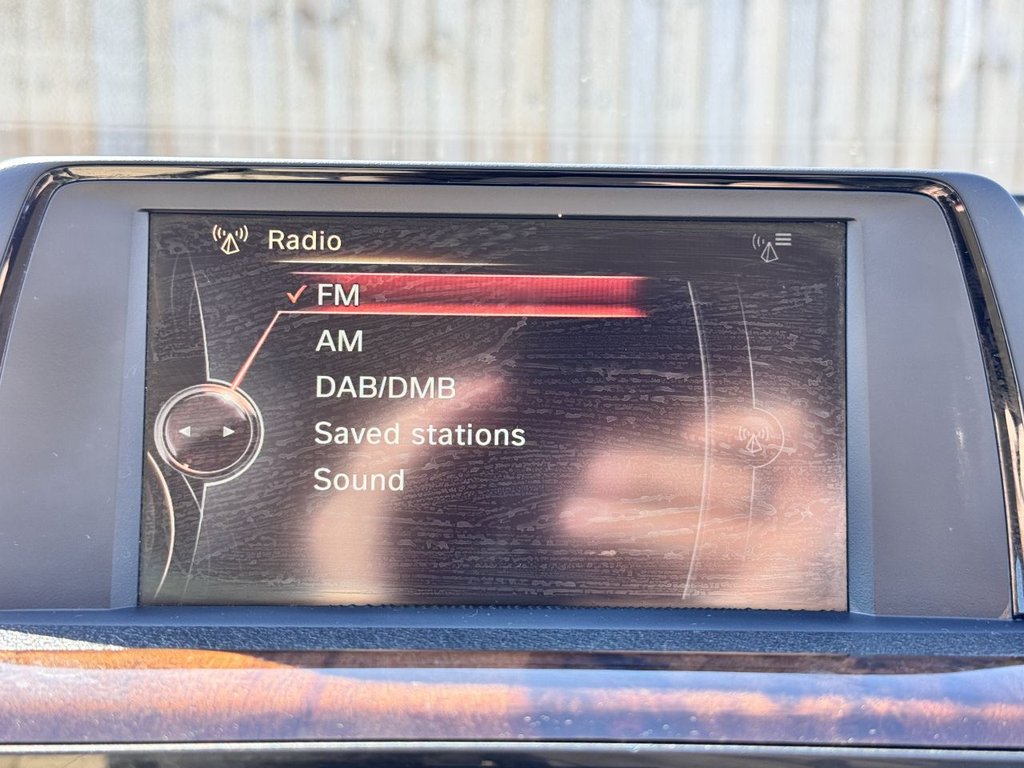 Radio
FM
AM
DAB/DMB
Saved stations
Sound